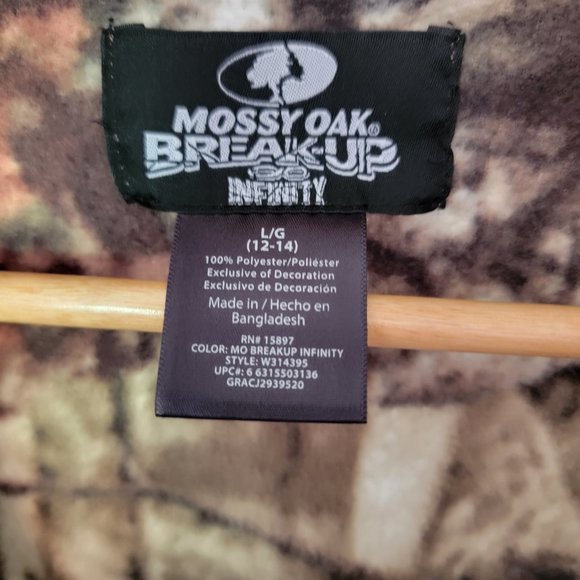 MOSSY OAK®
BREAK-UP
INFINITY
L/G
(12-14)
100% Polyester/Poliéster
Exclusive of Decoration
Exclusivo de Decoración
Made in / Hecho en
Bangladesh
RN# 15897
COLOR: MO BREAKUP INFINITY
STYLE: W314395
UPC#: 6 6315503136
GRACJ2939520